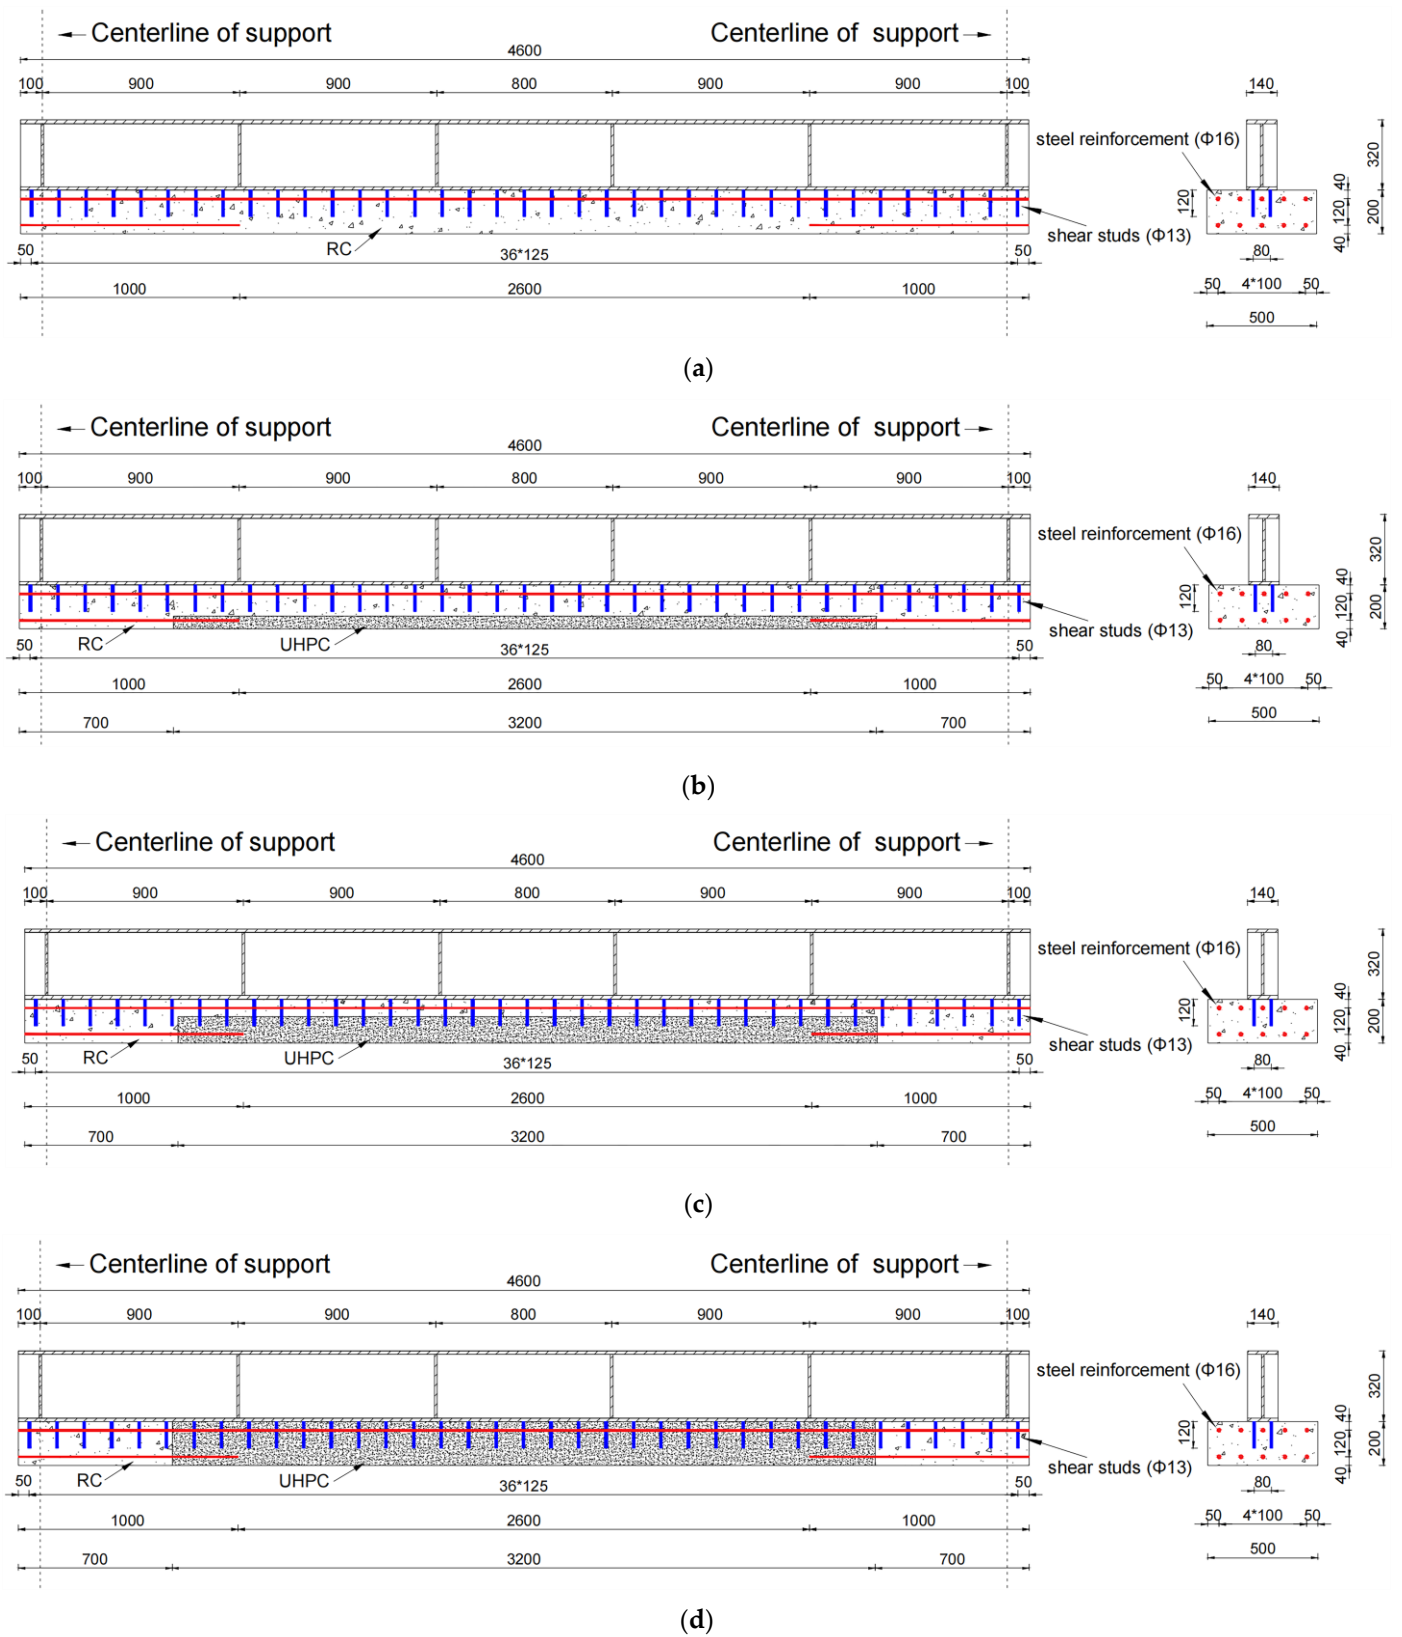 Centerline of support Centerline of support
4600
100 900 900 800 900 900 100 140
steel reinforcement (Φ16)
320
40
120 120 200
shear studs (Φ13)
40
RC
50 36*125 50 80
1000 2600 1000 50 4*100 50
500
(a)
Centerline of support Centerline of support
4600
100 900 900 800 900 900 100 140
steel reinforcement (Φ16)
320
40
120 120 200
shear studs (Φ13)
40
RC UHPC
50 36*125 50 80
1000 2600 1000 50 4*100 50
700 3200 700 500
(b)
Centerline of support Centerline of support
4600
100 900 900 800 900 900 100 140
steel reinforcement (Φ16)
320
40
120 120 200
shear studs (Φ13)
40
RC UHPC
50 36*125 50 80
1000 2600 1000 50 4*100 50
700 3200 700 500
(c)
Centerline of support Centerline of support
4600
100 900 900 800 900 900 100 140
steel reinforcement (Φ16)
320
40
120 120 200
shear studs (Φ13)
40
RC UHPC
50 36*125 50 80
1000 2600 1000 50 4*100 50
700 3200 700 500
(d)